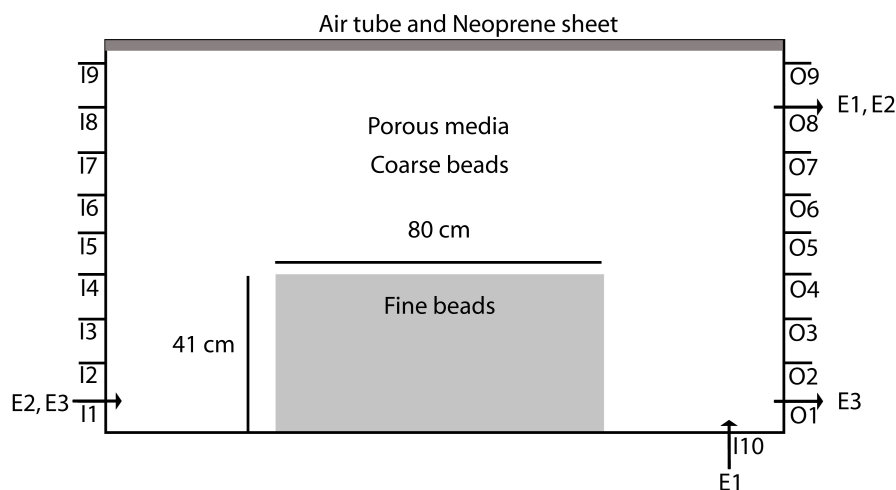 Air tube and Neoprene sheet
I9
O9
E1, E2
I8
Porous media
O8
I7
Coarse beads
O7
I6
O6
80 cm
I5
O5
I4
Fine beads
O4
I3
41 cm
O3
I2
O2
E2, E3
I1
O1
E3
I10
E1